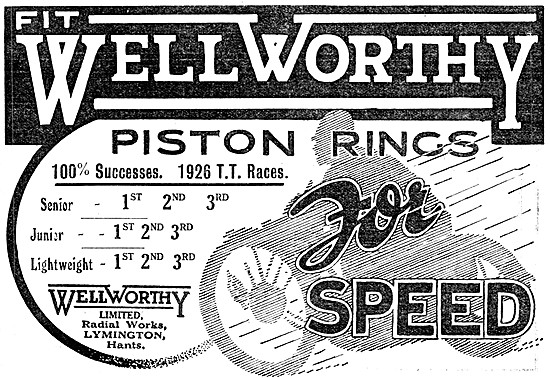 FIT
WELLWORTHY
PISTON RINGS
100% Successes. 1926 T.T. Races.
Senior - 1ST 2ND 3RD
Junior - - 1ST 2ND 3RD
Lightweight - 1ST 2ND 3RD
For
SPEED
WELLWORTHY
LIMITED,
Radial Works,
LYMINGTON,
Hants.